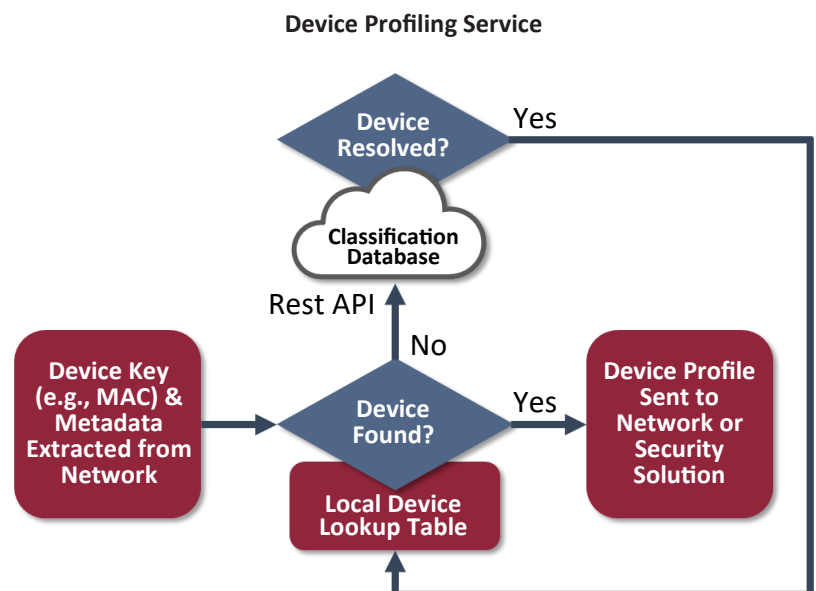 Device Profiling Service
Device
Resolved?
Yes
Classification
Database
Rest API
No
Device Key
(e.g., MAC) &
Metadata
Extracted from
Network
Device
Found?
Yes
Device Profile
Sent to
Network or
Security
Solution
Local Device
Lookup Table